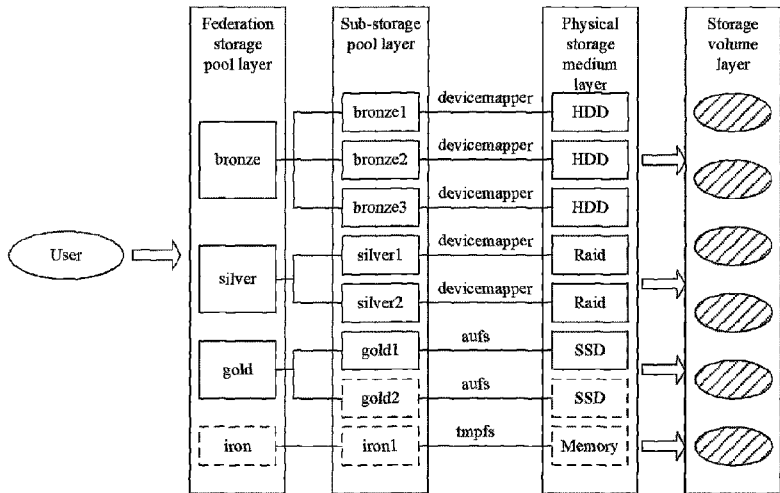 Federation
storage
pool layer
Sub-storage
pool layer
Physical
storage
medium
layer
Storage
volume
layer
User
bronze
bronze1
devicemapper
HDD
bronze2
devicemapper
HDD
bronze3
devicemapper
HDD
silver
silver1
devicemapper
Raid
silver2
devicemapper
Raid
gold
gold1
aufs
SSD
gold2
aufs
SSD
iron
iron1
tmpfs
Memory